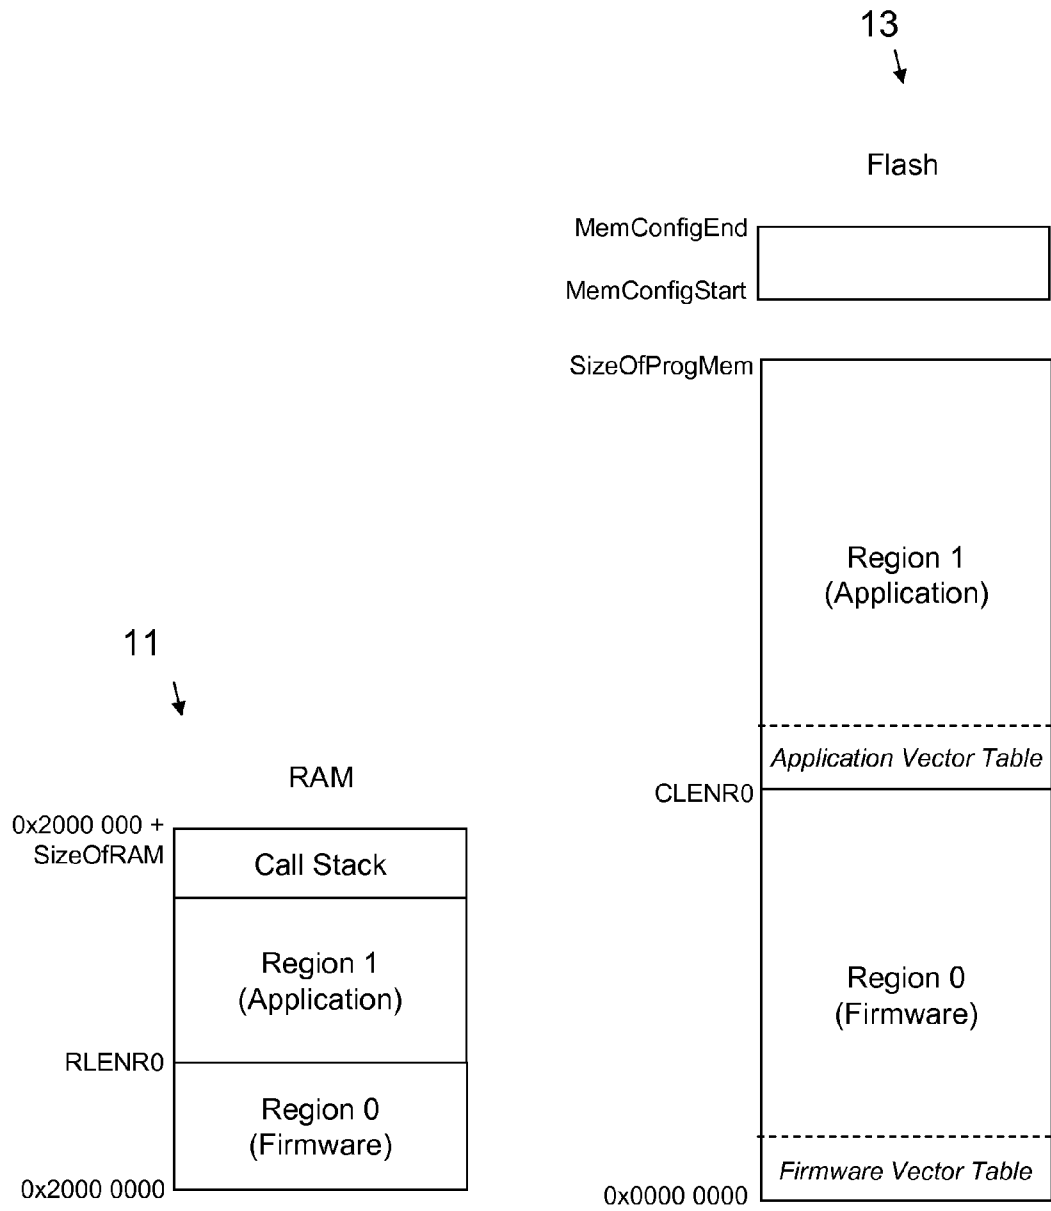 13
Flash
MemConfigEnd
MemConfigStart
SizeOfProgMem
Region 1
(Application)
Application Vector Table
CLENR0
Region 0
(Firmware)
Firmware Vector Table
0x0000 0000
11
RAM
0x2000 000 +
SizeOfRAM
Call Stack
Region 1
(Application)
RLENR0
Region 0
(Firmware)
0x2000 0000